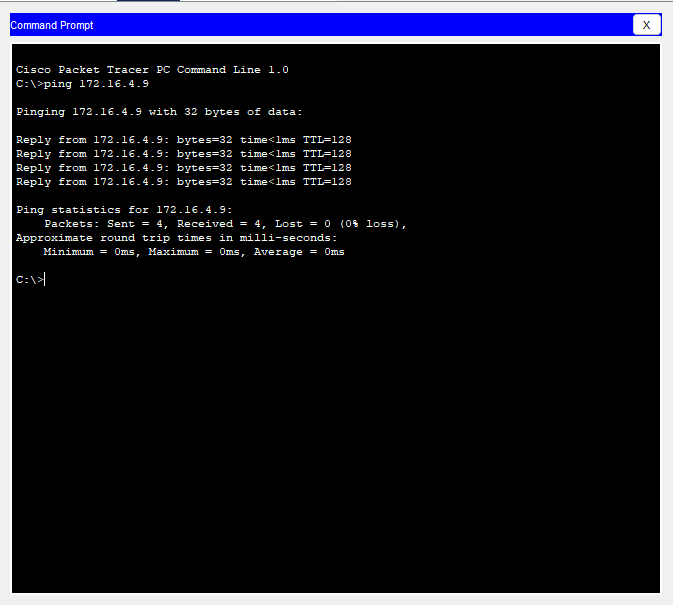 Command Prompt
X
Cisco Packet Tracer PC Command Line 1.0
C:\>ping 172.16.4.9
Pinging 172.16.4.9 with 32 bytes of data:
Reply from 172.16.4.9: bytes=32 time<1ms TTL=128
Reply from 172.16.4.9: bytes=32 time<1ms TTL=128
Reply from 172.16.4.9: bytes=32 time<1ms TTL=128
Reply from 172.16.4.9: bytes=32 time<1ms TTL=128
Ping statistics for 172.16.4.9:
    Packets: Sent = 4, Received = 4, Lost = 0 (0% loss),
Approximate round trip times in milli-seconds:
    Minimum = 0ms, Maximum = 0ms, Average = 0ms
C:\>